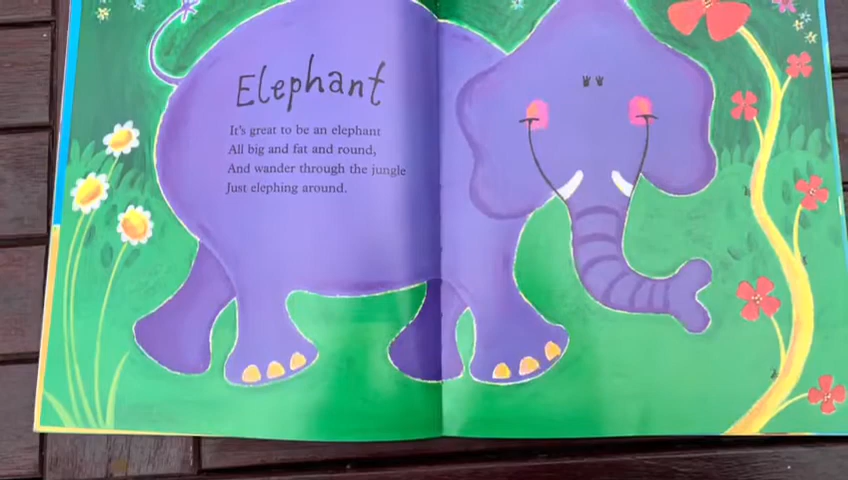 Elephant
It's great to be an elephant
All big and fat and round,
And wander through the jungle
Just elephing around.